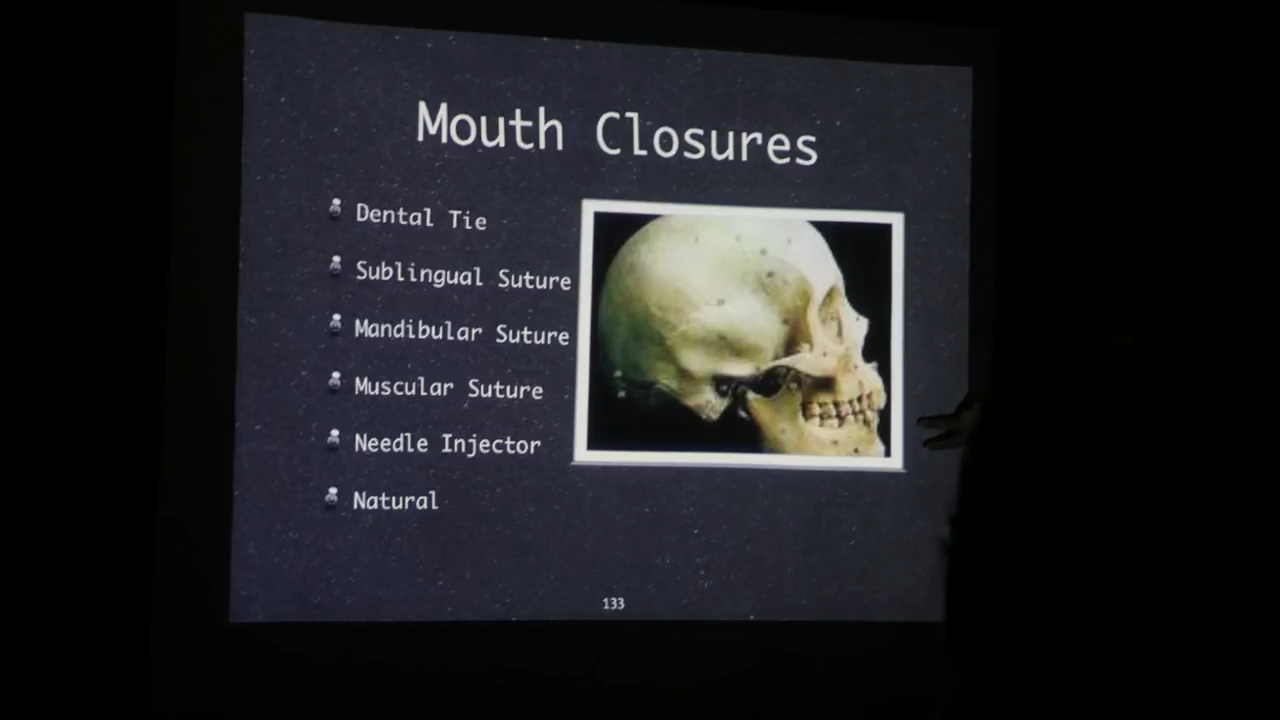 Mouth Closures
Dental Tie
Sublingual Suture
Mandibular Suture
Muscular Suture
Needle Injector
Natural
133